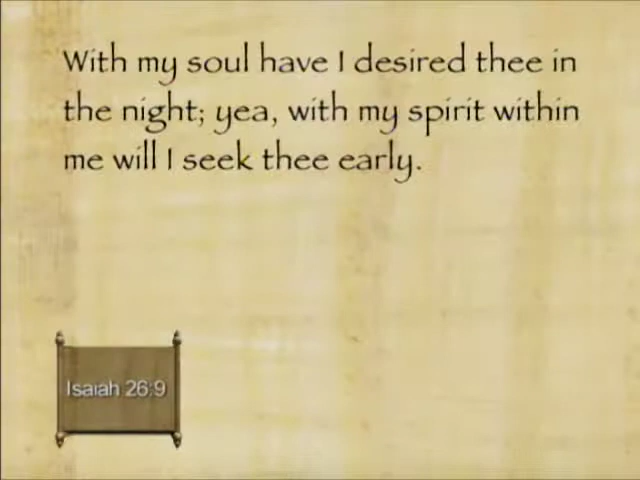 With my soul have I desired thee in
the night; yea, with my spirit within
me will I seek thee early.
Isaiah 26:9